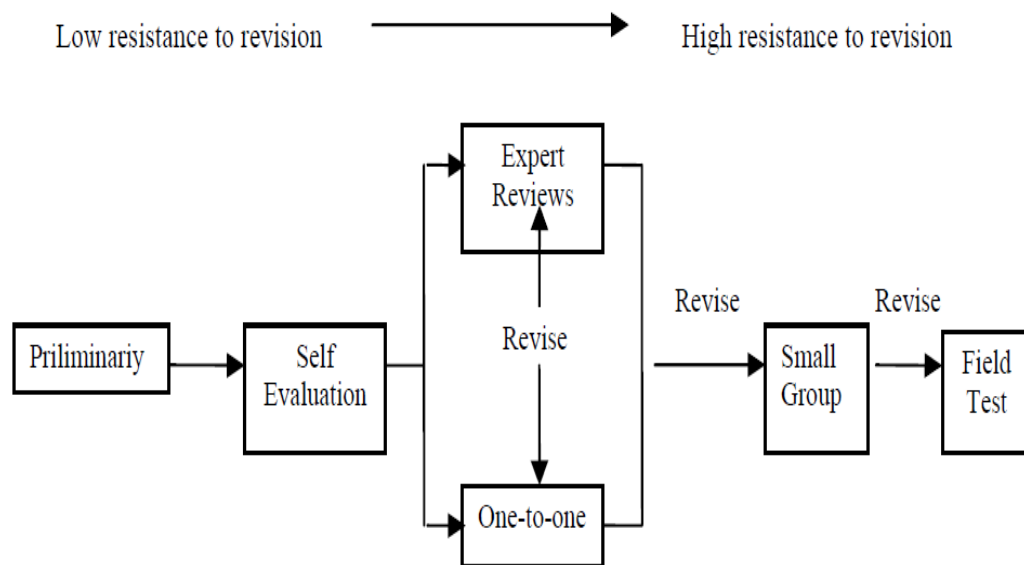 Low resistance to revision
High resistance to revision
Expert
Reviews
Revise
Revise
Revise
Priliminariy
Self
Evaluation
Small
Group
Field
Test
One-to-one